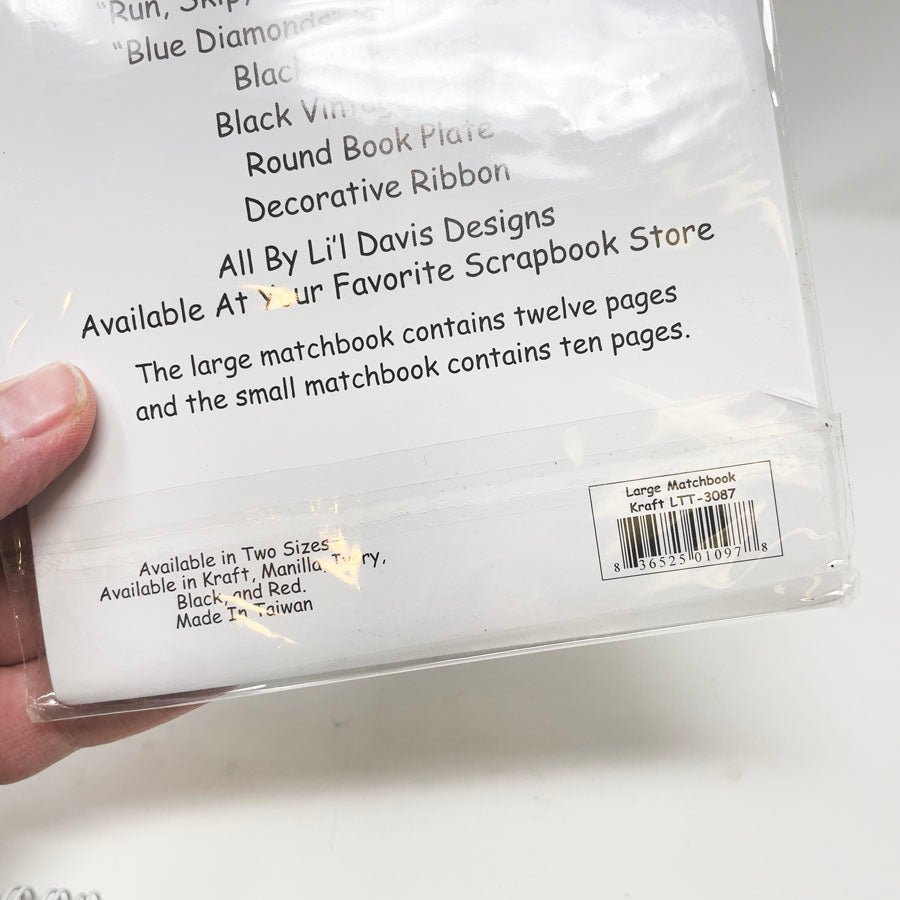 "Run, Skip,
"Blue Diamonds"
Black
Black Vintage
Round Book Plate
Decorative Ribbon
All By Li'l Davis Designs
Available At Your Favorite Scrapbook Store
The large matchbook contains twelve pages
and the small matchbook contains ten pages.
Available in Two Sizes
Available in Kraft, Manilla, Ivory,
Black, and Red.
Made In Taiwan
Large Matchbook
Kraft LTT-3087
8 36525 01097 8